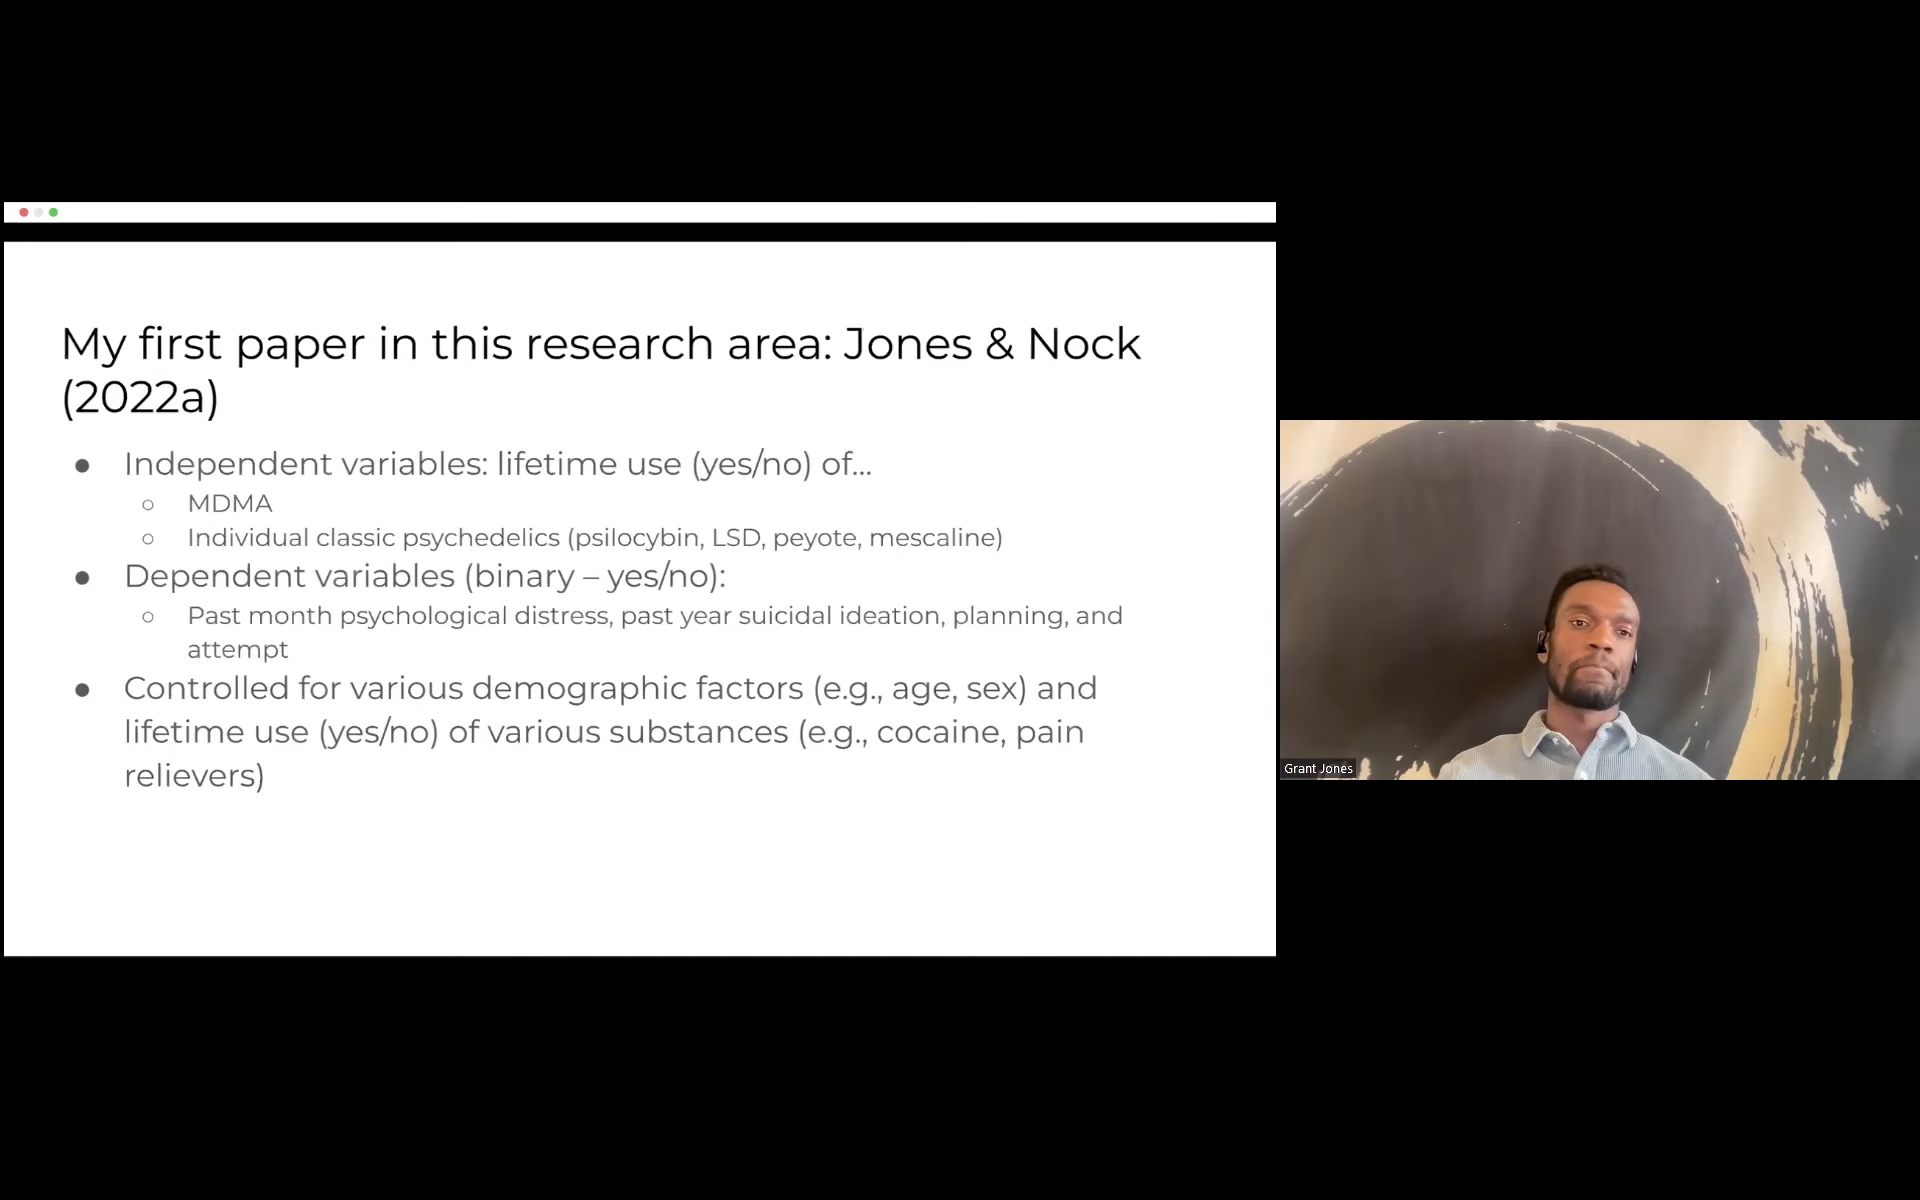 My first paper in this research area: Jones & Nock
(2022a)
● Independent variables: lifetime use (yes/no) of...
○ MDMA
○ Individual classic psychedelics (psilocybin, LSD, peyote, mescaline)
● Dependent variables (binary – yes/no):
○ Past month psychological distress, past year suicidal ideation, planning, and
attempt
● Controlled for various demographic factors (e.g., age, sex) and
lifetime use (yes/no) of various substances (e.g., cocaine, pain
relievers)
Grant Jones